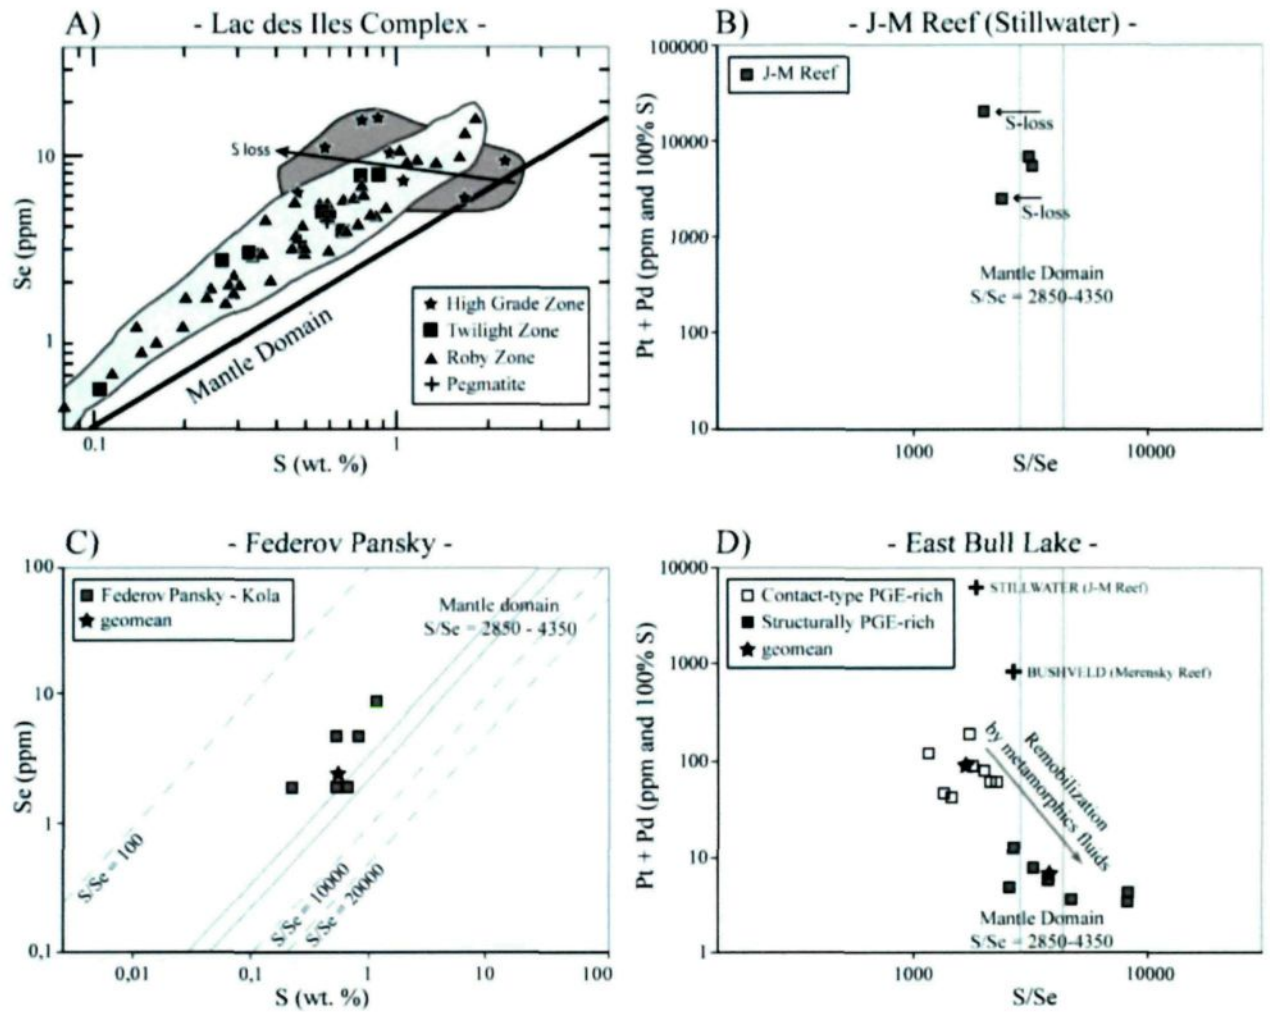 A)
- Lac des Iles Complex -
10
1
Se (ppm)
S loss
Mantle Domain
High Grade Zone
Twilight Zone
Roby Zone
Pegmatite
0.1
1
S (wt. %)
B)
- J-M Reef (Stillwater) -
100000
10000
1000
100
10
Pt + Pd (ppm and 100% S)
J-M Reef
S-loss
S-loss
Mantle Domain
S/Se = 2850-4350
1000
10000
S/Se
C)
- Federov Pansky -
100
10
1
0,1
Se (ppm)
Federov Pansky - Kola
geomean
Mantle domain
S/Se = 2850 - 4350
S/Se = 100
S/Se = 10000
S/Se = 20000
0,01
0,1
1
10
100
S (wt. %)
D)
- East Bull Lake -
10000
1000
100
10
1
Pt + Pd (ppm and 100% S)
Contact-type PGE-rich
Structurally PGE-rich
geomean
STILLWATER (J-M Reef)
BUSHVELD (Merensky Reef)
Remobilization
by metamorphics fluids
Mantle Domain
S/Se = 2850-4350
1000
10000
S/Se